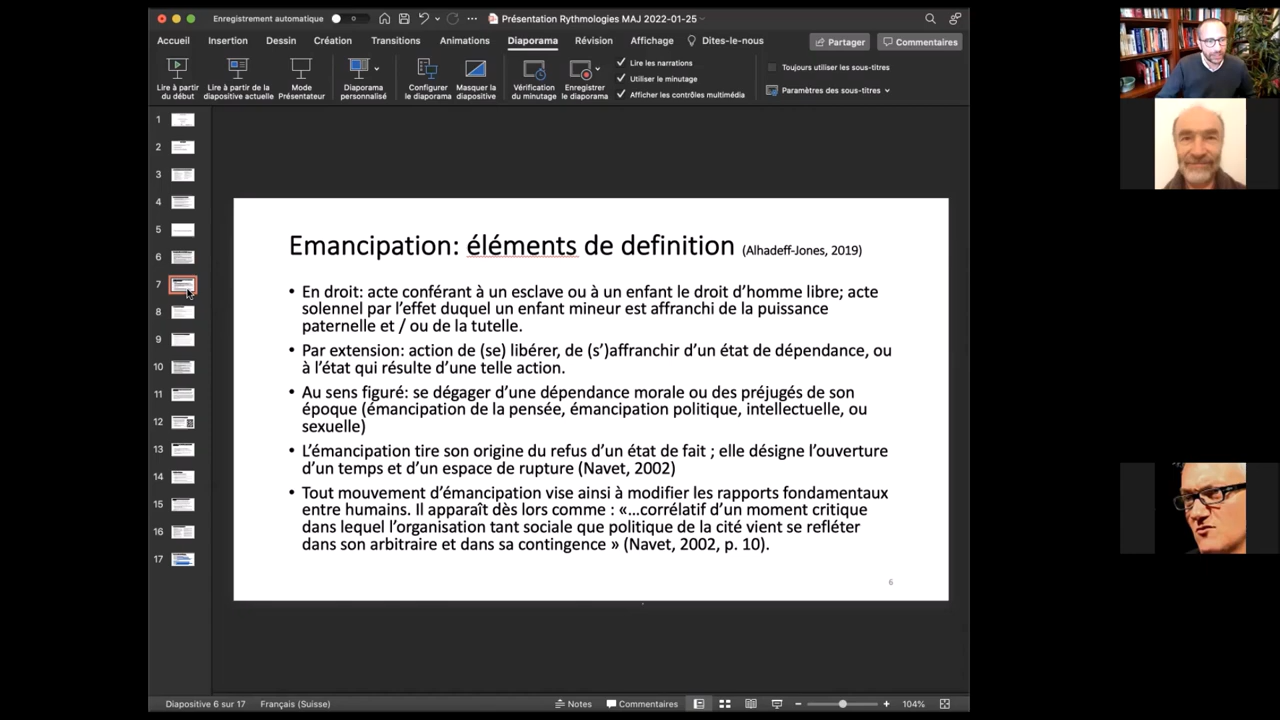 Enregistrement automatique
Présentation Rythmologies MAJ 2022-01-25
Accueil Insertion Dessin Création Transitions Animations Diaporama Révision Affichage Dites-le-nous Partager Commentaires
Lire à partir du début
Lire à partir de la diapositive actuelle
Mode Présentateur
Diaporama personnalisé
Configurer le diaporama
Masquer la diapositive
Vérification du minutage
Enregistrer le diaporama
Lire les narrations
Utiliser le minutage
Afficher les contrôles multimédia
Toujours utiliser les sous-titres
Paramètres des sous-titres
1
2
3
4
5
6
7
8
9
10
11
12
13
14
15
16
17
Emancipation: éléments de definition (Alhadeff-Jones, 2019)
• En droit: acte conférant à un esclave ou à un enfant le droit d’homme libre; acte
solennel par l’effet duquel un enfant mineur est affranchi de la puissance
paternelle et / ou de la tutelle.
• Par extension: action de (se) libérer, de (s’)affranchir d’un état de dépendance, ou
à l’état qui résulte d’une telle action.
• Au sens figuré: se dégager d’une dépendance morale ou des préjugés de son
époque (émancipation de la pensée, émancipation politique, intellectuelle, ou
sexuelle)
• L’émancipation tire son origine du refus d’un état de fait ; elle désigne l’ouverture
d’un temps et d’un espace de rupture (Navet, 2002)
• Tout mouvement d’émancipation vise ainsi à modifier les rapports fondamentaux
entre humains. Il apparaît dès lors comme : «…corrélatif d’un moment critique
dans lequel l’organisation tant sociale que politique de la cité vient se refléter
dans son arbitraire et dans sa contingence » (Navet, 2002, p. 10).
6
Diapositive 6 sur 17 Français (Suisse) Notes Commentaires 104%